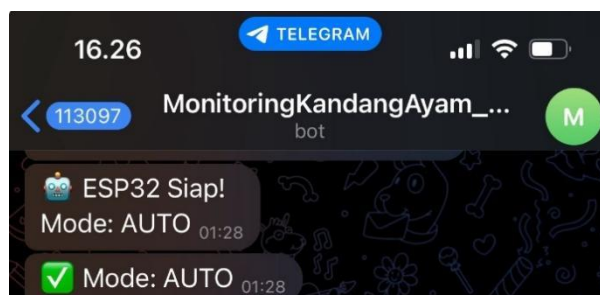 16.26
TELEGRAM
113097
MonitoringKandangAyam_...
bot
M
🤖 ESP32 Siap!
Mode: AUTO 01:28
✅ Mode: AUTO 01:28